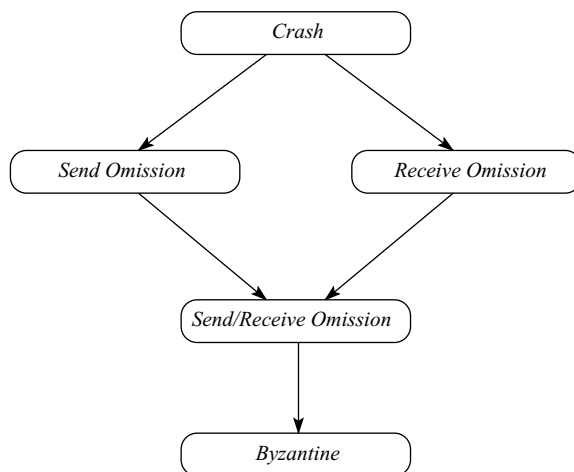 Crash
Send Omission
Receive Omission
Send/Receive Omission
Byzantine